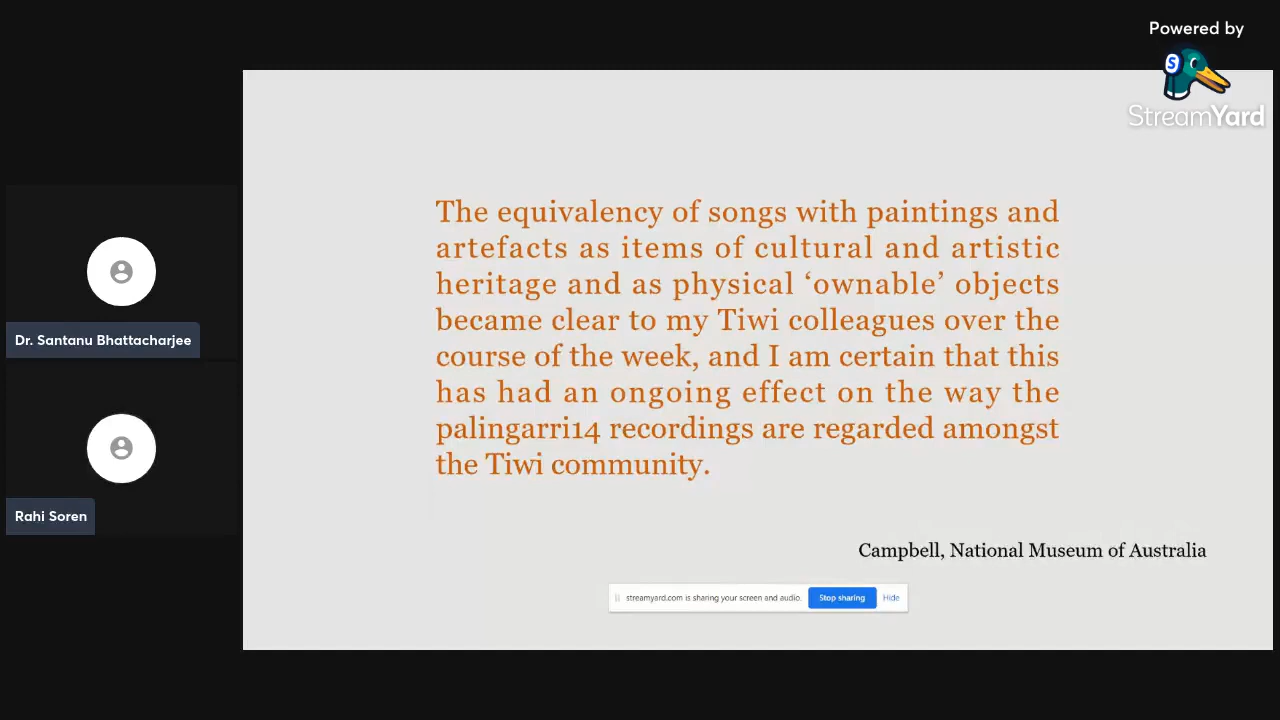 Powered by
S
StreamYard
The equivalency of songs with paintings and
artefacts as items of cultural and artistic
heritage and as physical ‘ownable’ objects
became clear to my Tiwi colleagues over the
course of the week, and I am certain that this
has had an ongoing effect on the way the
palingarri14 recordings are regarded amongst
the Tiwi community.
Campbell, National Museum of Australia
streamyard.com is sharing your screen and audio. Stop sharing Hide
Dr. Santanu Bhattacharjee
Rahi Soren